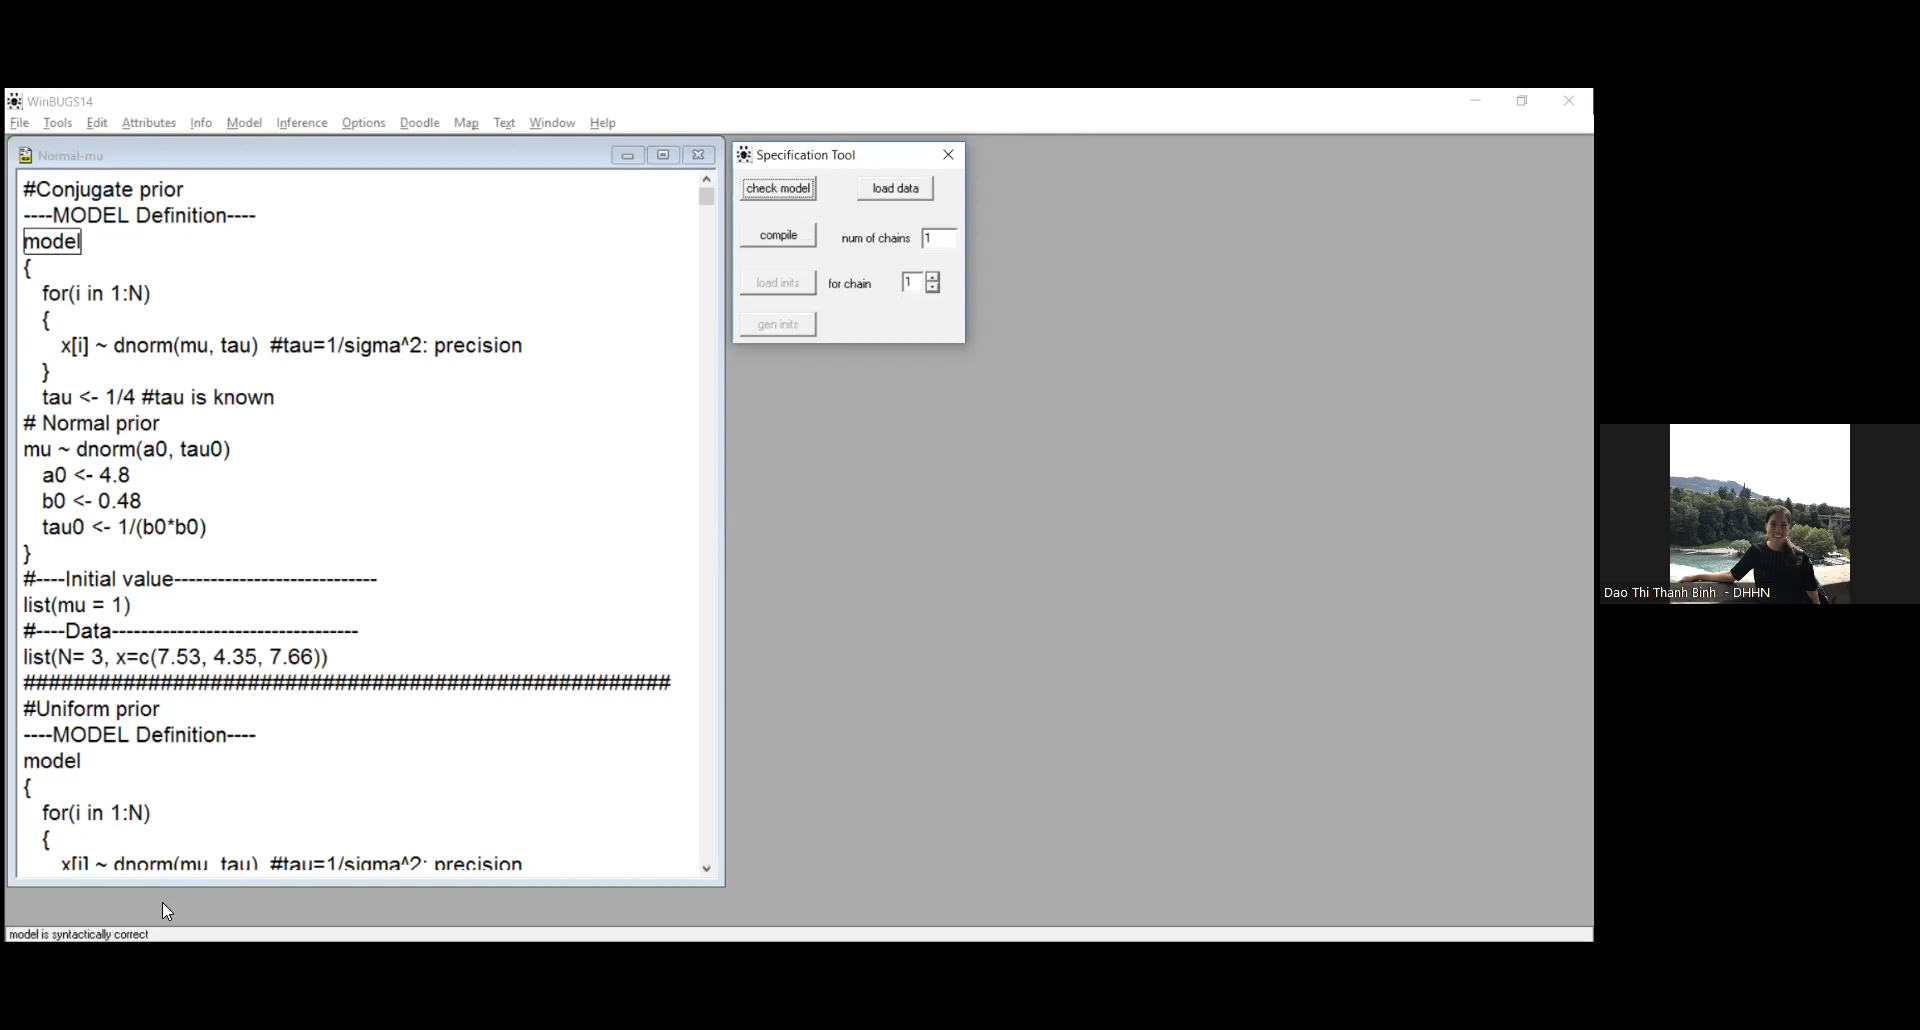 WinBUGS14
File Tools Edit Attributes Info Model Inference Options Doodle Map Text Window Help
Normal-mu
#Conjugate prior
----MODEL Definition----
model
{
for(i in 1:N)
{
x[i] ~ dnorm(mu, tau) #tau=1/sigma^2: precision
}
tau <- 1/4 #tau is known
# Normal prior
mu ~ dnorm(a0, tau0)
a0 <- 4.8
b0 <- 0.48
tau0 <- 1/(b0*b0)
}
#----Initial value----------------------------
list(mu = 1)
#----Data----------------------------------
list(N= 3, x=c(7.53, 4.35, 7.66))
######################################################
#Uniform prior
----MODEL Definition----
model
{
for(i in 1:N)
{
x[i] ~ dnorm(mu, tau) #tau=1/sigma^2: precision
Specification Tool
check model load data
compile num of chains 1
load inits for chain 1
gen inits
model is syntactically correct
Dao Thi Thanh Binh - DHHN